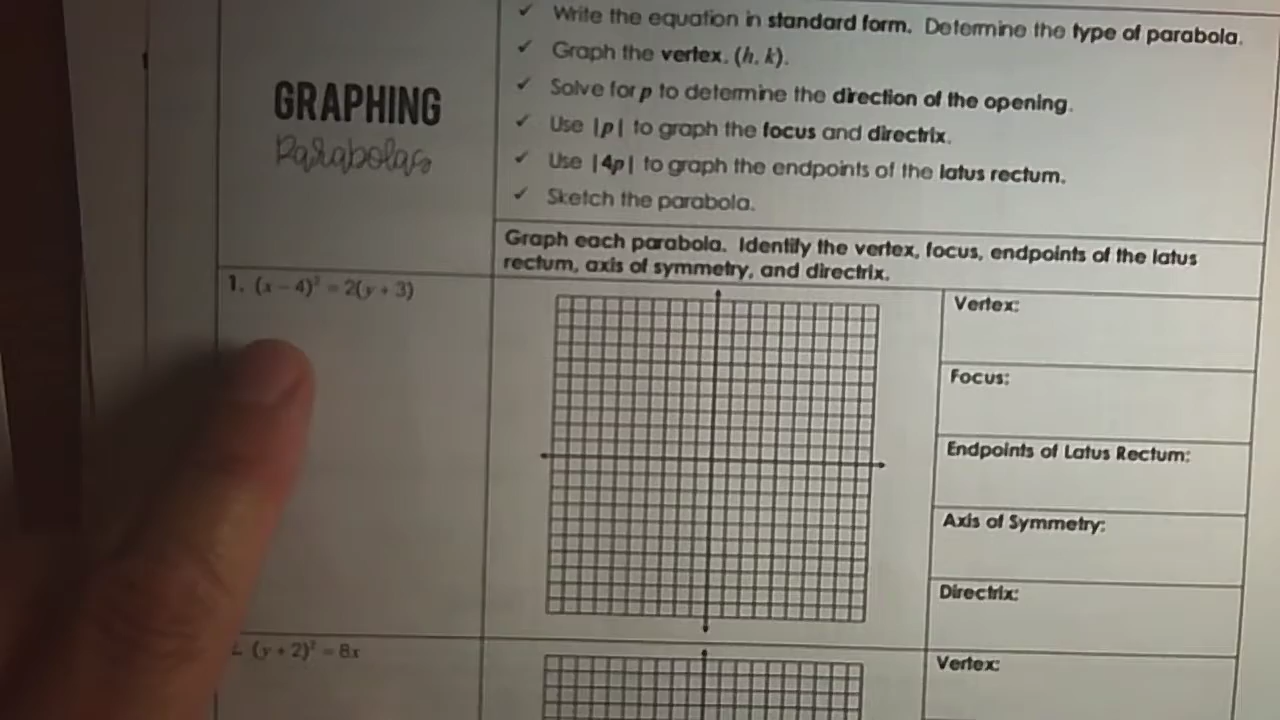 ✓ Write the equation in standard form. Determine the type of parabola.
✓ Graph the vertex, (h, k).
✓ Solve for p to determine the direction of the opening.
✓ Use |p| to graph the focus and directrix.
✓ Use |4p| to graph the endpoints of the latus rectum.
✓ Sketch the parabola.
GRAPHING
Parabolas
Graph each parabola. Identify the vertex, focus, endpoints of the latus
rectum, axis of symmetry, and directrix.
1. (x − 4)² = 2(y + 3)
Vertex:
Focus:
Endpoints of Latus Rectum:
Axis of Symmetry:
Directrix:
(y + 2)² = 8x
Vertex: